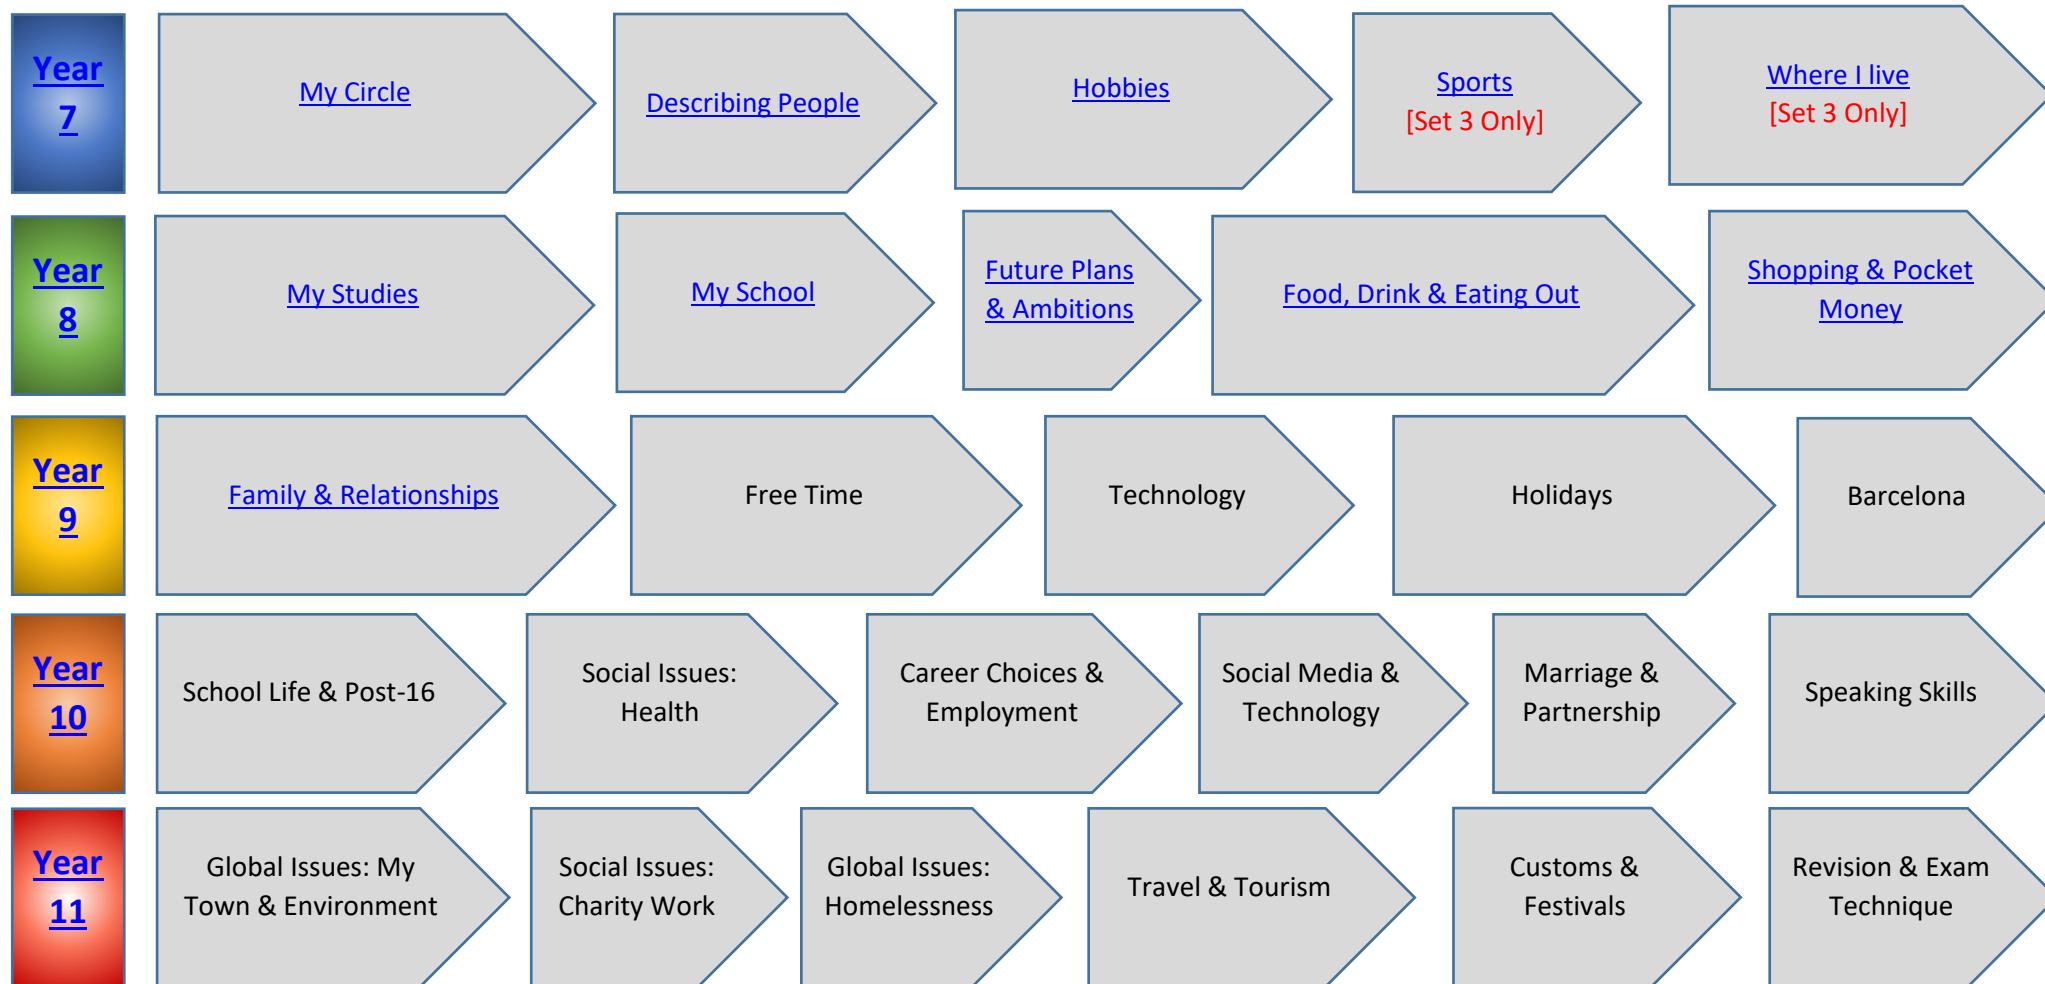 Year
7
My Circle
Describing People
Hobbies
Sports
[Set 3 Only]
Where I live
[Set 3 Only]
Year
8
My Studies
My School
Future Plans
& Ambitions
Food, Drink & Eating Out
Shopping & Pocket
Money
Year
9
Family & Relationships
Free Time
Technology
Holidays
Barcelona
Year
10
School Life & Post-16
Social Issues:
Health
Career Choices &
Employment
Social Media &
Technology
Marriage &
Partnership
Speaking Skills
Year
11
Global Issues: My
Town & Environment
Social Issues:
Charity Work
Global Issues:
Homelessness
Travel & Tourism
Customs &
Festivals
Revision & Exam
Technique